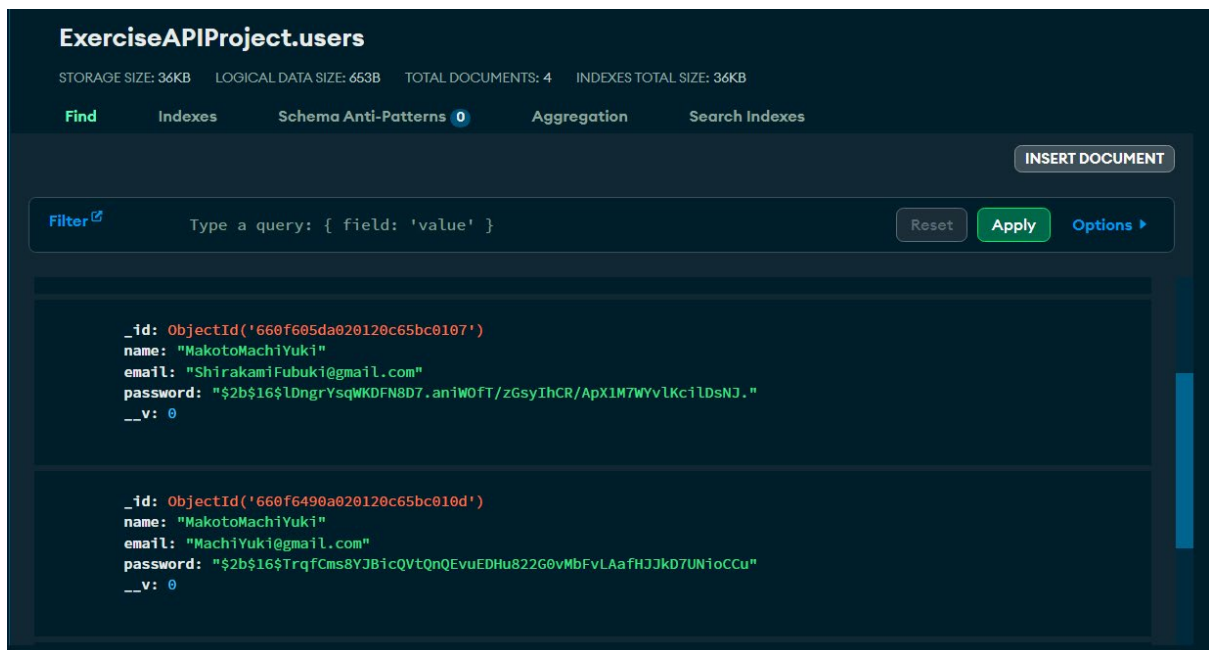 ExerciseAPIProject.users
STORAGE SIZE: 36KB LOGICAL DATA SIZE: 653B TOTAL DOCUMENTS: 4 INDEXES TOTAL SIZE: 36KB
Find Indexes Schema Anti-Patterns 0 Aggregation Search Indexes
INSERT DOCUMENT
Filter Type a query: { field: 'value' } Reset Apply Options
_id: ObjectId('660f605da020120c65bc0107')
name: "MakotoMachiYuki"
email: "ShirakamiFubuki@gmail.com"
password: "$2b$16$lDngrYsqWKDFN8D7.aniWOfT/zGsyIhCR/ApX1M7WYvlKcilDsNJ."
__v: 0
_id: ObjectId('660f6490a020120c65bc010d')
name: "MakotoMachiYuki"
email: "MachiYuki@gmail.com"
password: "$2b$16$TrqfCms8YJBicQVtQnQEvuEDHu822G0vMbFvLAafHJJkD7UNioCCu"
__v: 0